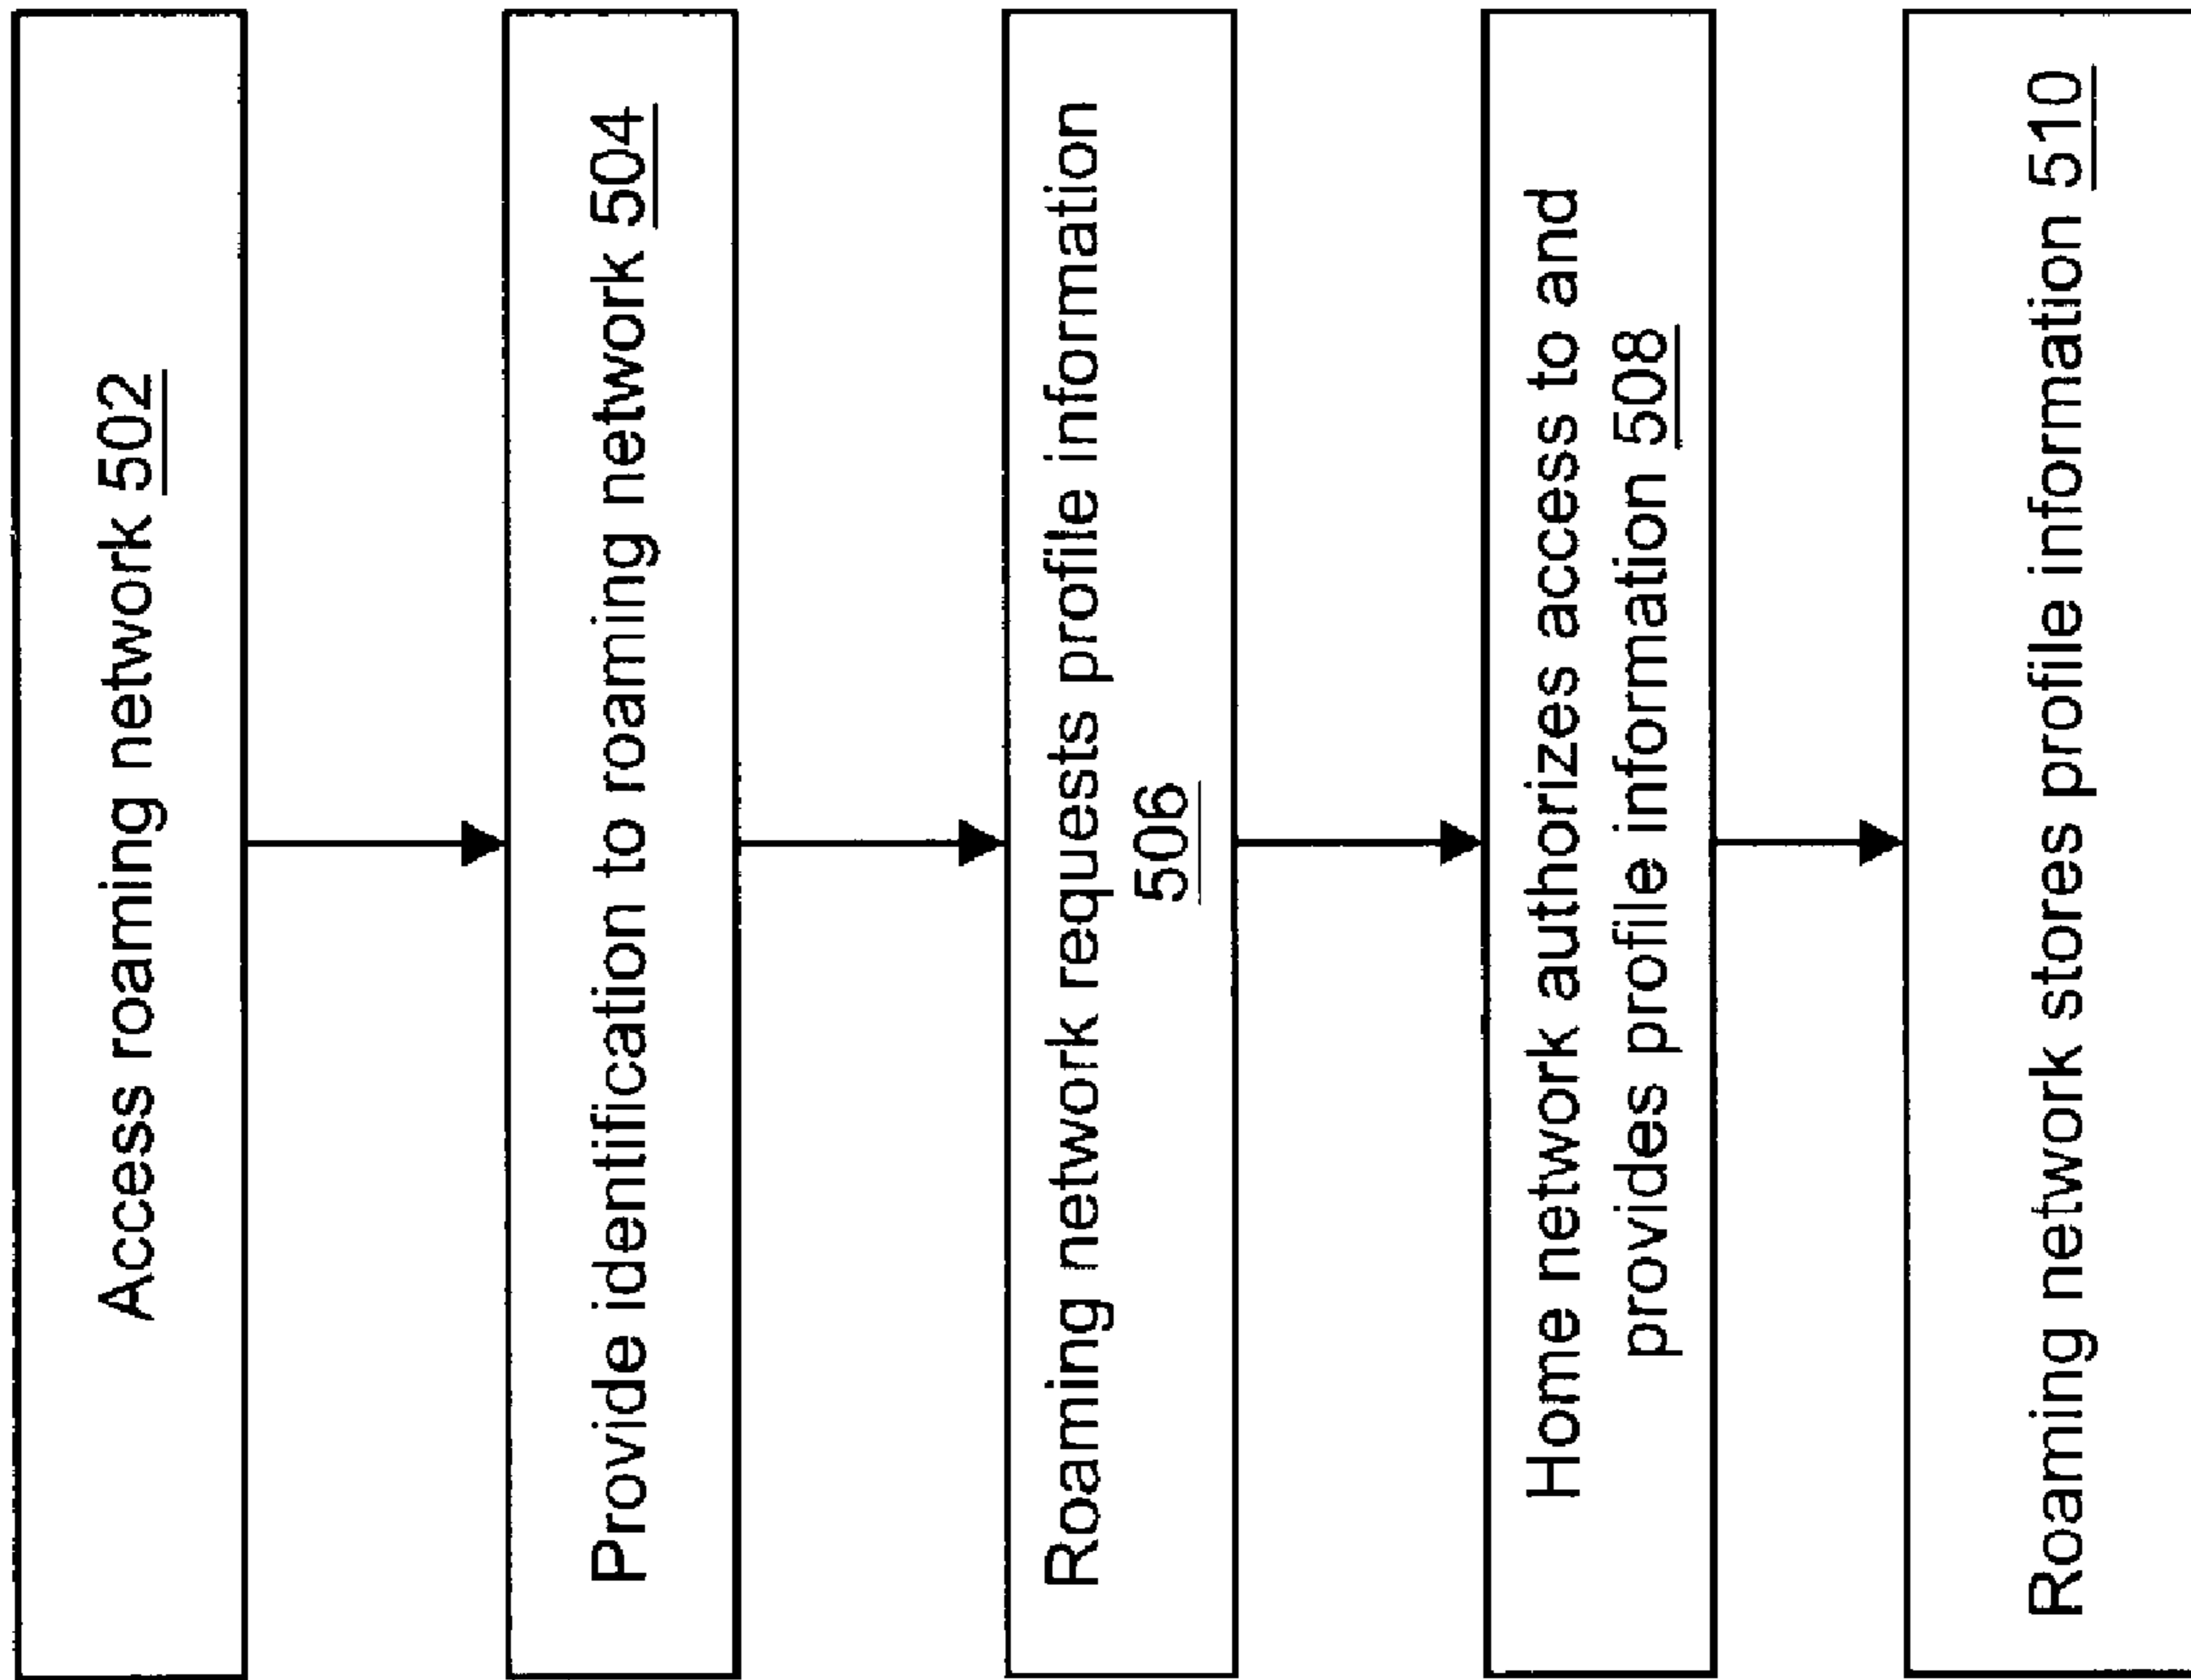 Access roaming network 502
Provide identification to roaming network 504
Roaming network requests profile information
506
Home network authorizes access to and
provides profile information 508
Roaming network stores profile information 510